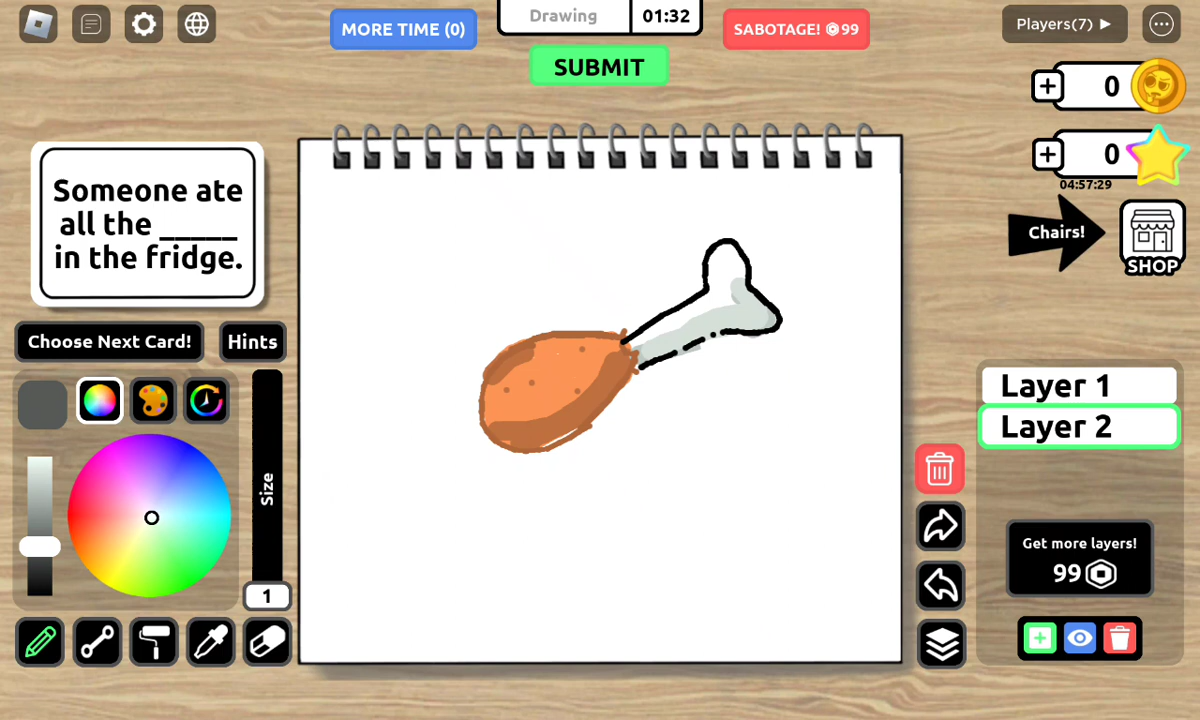 MORE TIME (0)
Drawing
01:32
SABOTAGE! 99
Players(7)
SUBMIT
0
0
04:57:29
Someone ate
all the _____
in the fridge.
Chairs!
SHOP
Choose Next Card!
Hints
Size
1
Layer 1
Layer 2
Get more layers!
99